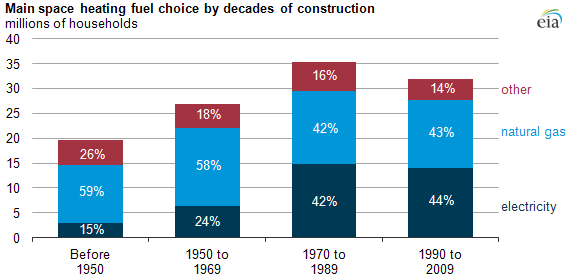 Main space heating fuel choice by decades of construction
millions of households
eia
40
35
30
25
20
15
10
5
0
26%
59%
15%
18%
58%
24%
16%
42%
42%
14%
43%
44%
other
natural gas
electricity
Before
1950
1950 to
1969
1970 to
1989
1990 to
2009